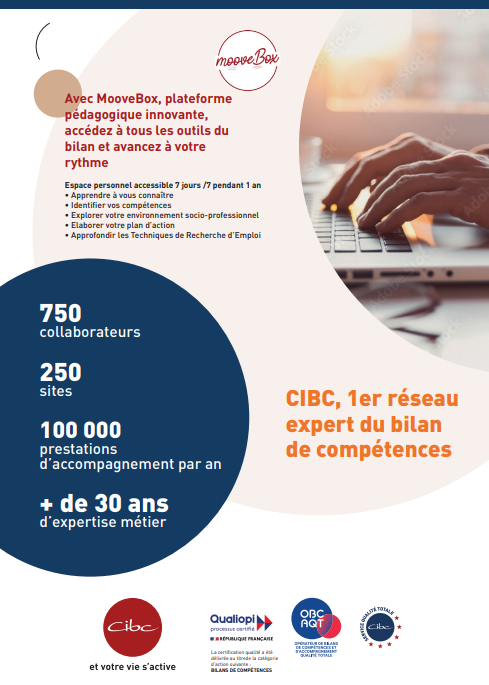 mooveBox
Avec MooveBox, plateforme
pédagogique innovante,
accédez à tous les outils du
bilan et avancez à votre
rythme
Espace personnel accessible 7 jours /7 pendant 1 an
• Apprendre à vous connaître
• Identifier vos compétences
• Explorer votre environnement socio-professionnel
• Elaborer votre plan d'action
• Approfondir les Techniques de Recherche d'Emploi
750
collaborateurs
250
sites
100 000
prestations
d'accompagnement par an
+ de 30 ans
d'expertise métier
CIBC, 1er réseau
expert du bilan
de compétences
cibc
et votre vie s'active
Qualiopi
processus certifié
RÉPUBLIQUE FRANÇAISE
La certification qualité a été
délivrée au titre de la catégorie
d'action suivante :
BILANS DE COMPÉTENCES
OBC
AQT
OPÉRATEUR DE BILANS
DE COMPÉTENCES ET
D'ACCOMPAGNEMENT
QUALITÉ TOTALE
SERVICE QUALITÉ TOTALE
cibc